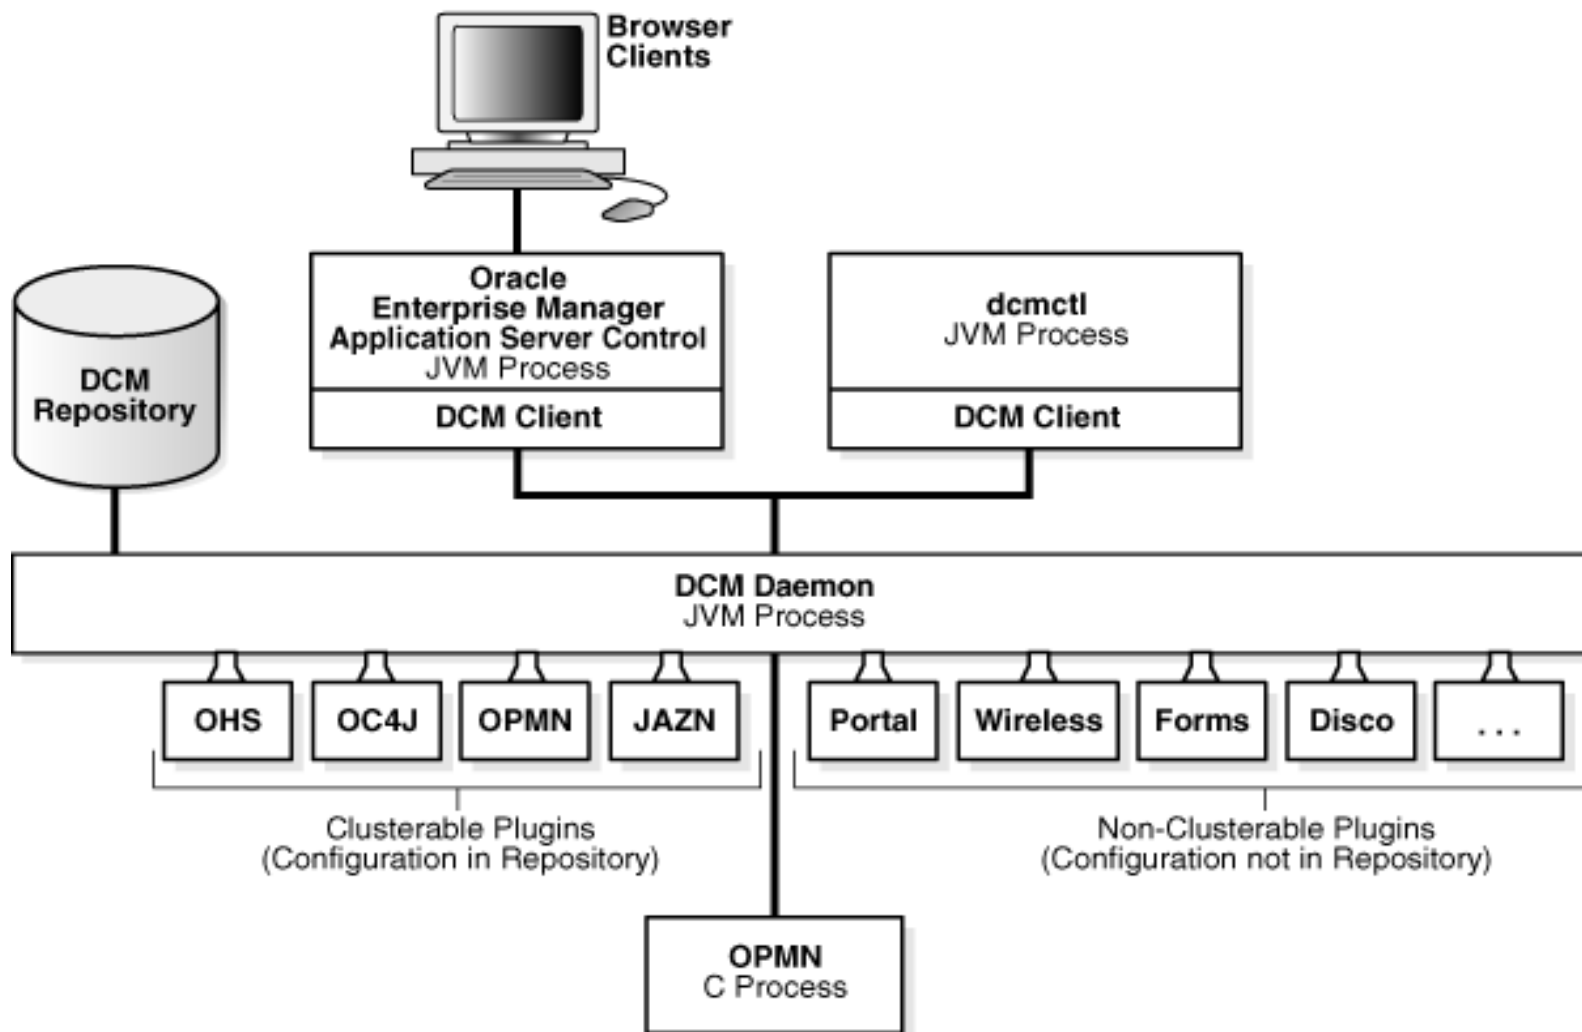 Browser
Clients
Oracle
Enterprise Manager
Application Server Control
JVM Process
DCM Client
dcmctl
JVM Process
DCM Client
DCM
Repository
DCM Daemon
JVM Process
OHS
OC4J
OPMN
JAZN
Portal
Wireless
Forms
Disco
...
Clusterable Plugins
(Configuration in Repository)
Non-Clusterable Plugins
(Configuration not in Repository)
OPMN
C Process